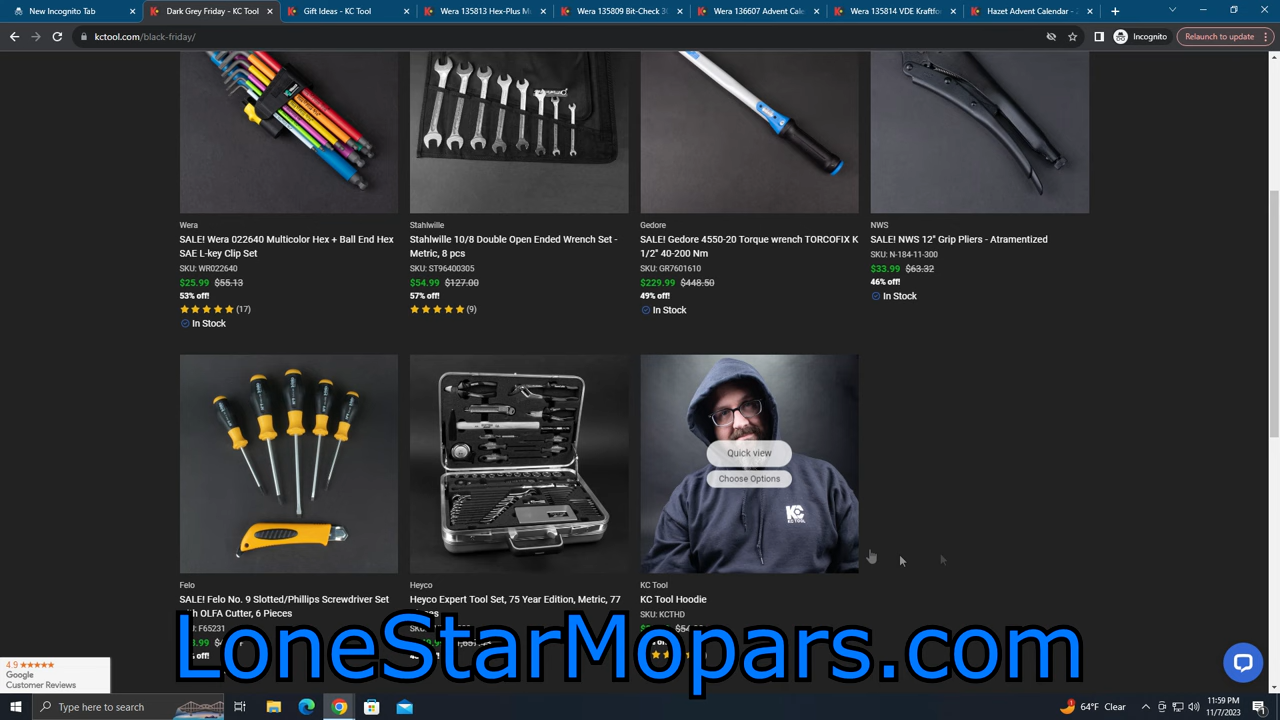 New Incognito Tab
Dark Grey Friday - KC Tool
Gift Ideas - KC Tool
Wera 135813 Hex-Plus M
Wera 135809 Bit-Check 30
Wera 136607 Advent Cale
Wera 135814 VDE Kraftfo
Hazet Advent Calendar - 2
kctool.com/black-friday/
Incognito
Relaunch to update
Wera
Stahlwille
Gedore
NWS
SALE! Wera 022640 Multicolor Hex + Ball End Hex
SAE L-key Clip Set
Stahlwille 10/8 Double Open Ended Wrench Set -
Metric, 8 pcs
SALE! Gedore 4550-20 Torque wrench TORCOFIX K
1/2" 40-200 Nm
SALE! NWS 12" Grip Pliers - Atramentized
SKU: WR022640
SKU: ST96400305
SKU: GR7601610
SKU: N-184-11-300
$25.99 $55.13
$54.99 $127.00
$229.99 $448.50
$33.99 $63.32
53% off!
57% off!
49% off!
46% off!
(17)
(9)
In Stock
In Stock
In Stock
Quick view
Choose Options
KC
KC TOOL
Felo
Heyco
KC Tool
SALE! Felo No. 9 Slotted/Phillips Screwdriver Set
OLFA Cutter, 6 Pieces
Heyco Expert Tool Set, 75 Year Edition, Metric, 77
KC Tool Hoodie
SKU: KCTHD
LoneStarMopars.com
4.9
Google
Customer Reviews
Type here to search
64°F Clear
11:59 PM
11/7/2023